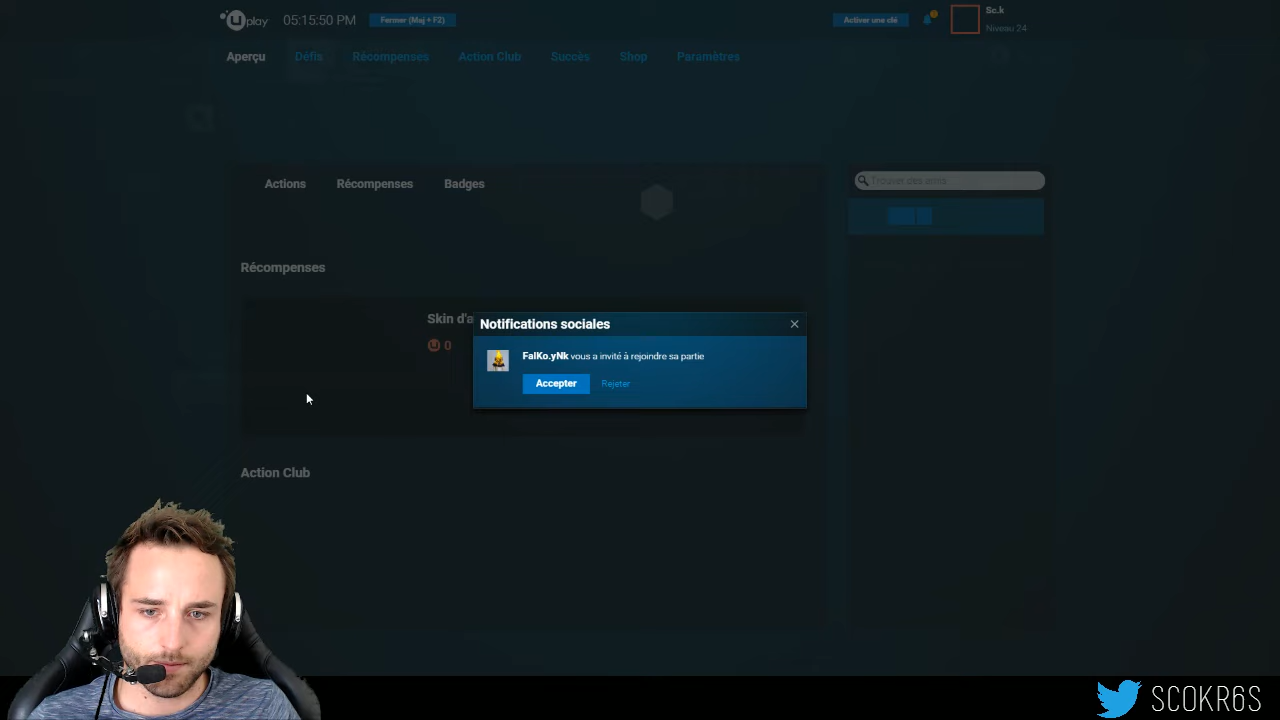 uplay
05:15:50 PM
Fermer (Maj + F2)
Activer une clé
Sc.k
Niveau 24
Aperçu
Défis
Récompenses
Action Club
Succès
Shop
Paramètres
Actions
Récompenses
Badges
Trouver des amis
Récompenses
Skin d'a
0
Notifications sociales
FalKo.yNk vous a invité à rejoindre sa partie
Accepter
Rejeter
Action Club
SCOKR6S